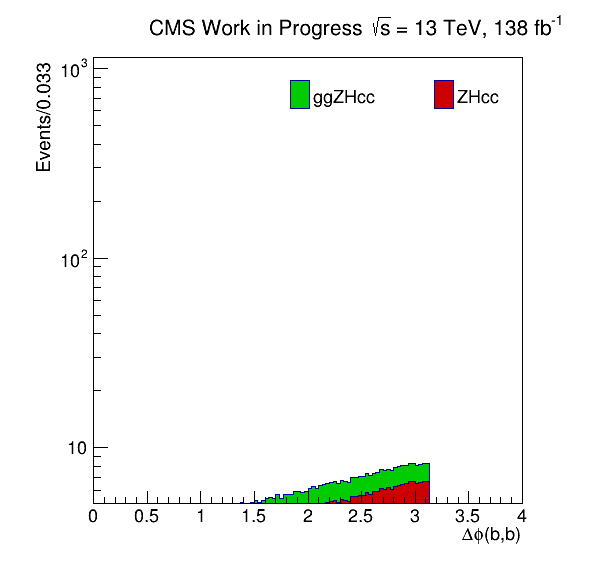 CMS Work in Progress √s = 13 TeV, 138 fb⁻¹
Events/0.033
10³
ggZHcc ZHcc
10²
10
0 0.5 1 1.5 2 2.5 3 3.5 4
Δϕ(b,b)